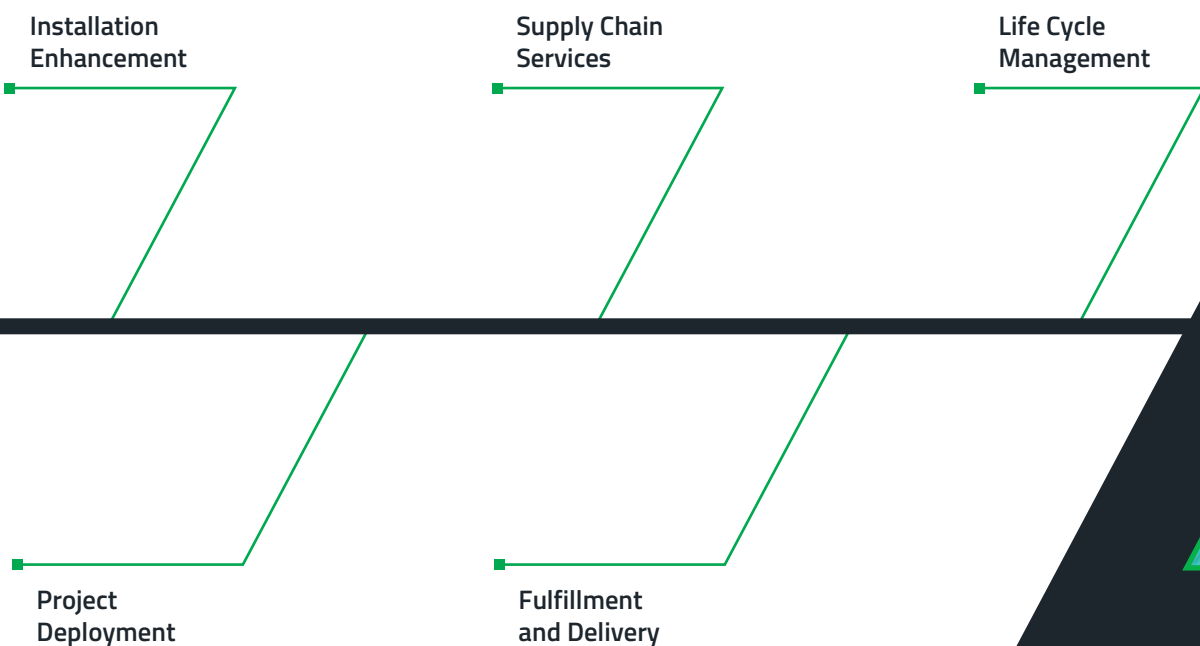 Installation
Enhancement
Supply Chain
Services
Life Cycle
Management
Project
Deployment
Fulfillment
and Delivery